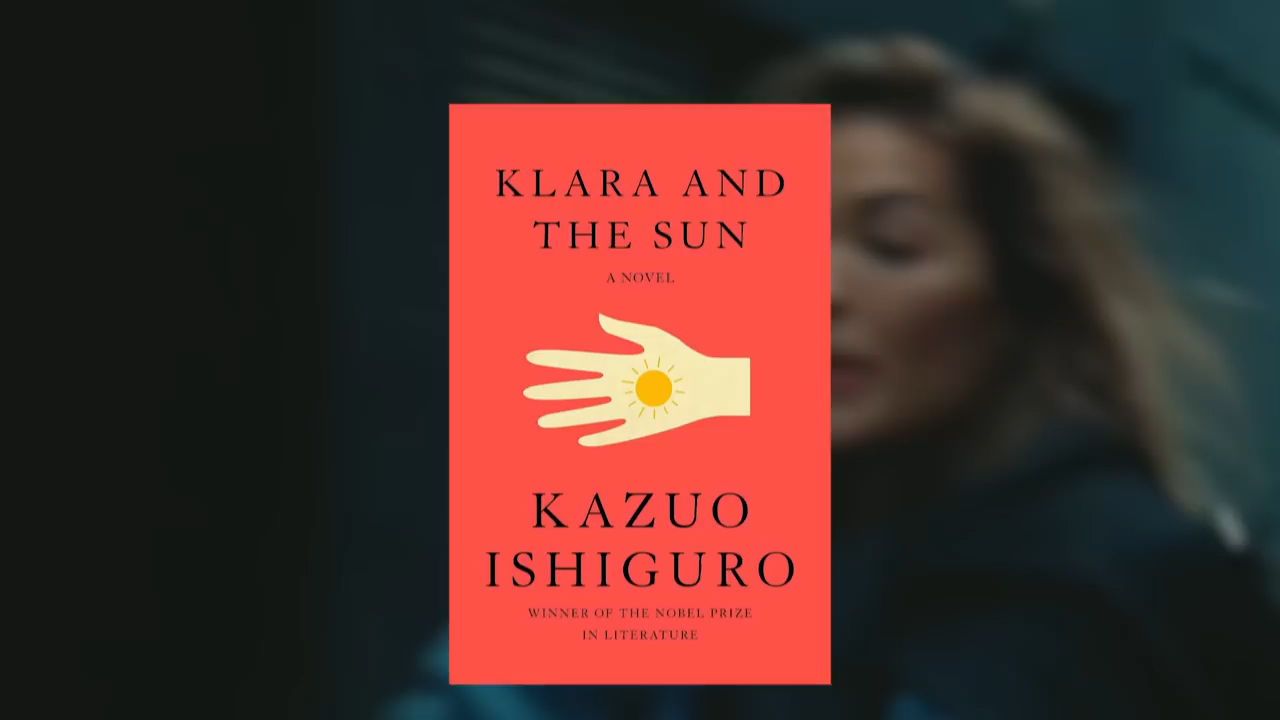 KLARA AND
THE SUN
A NOVEL
KAZUO
ISHIGURO
WINNER OF THE NOBEL PRIZE
IN LITERATURE